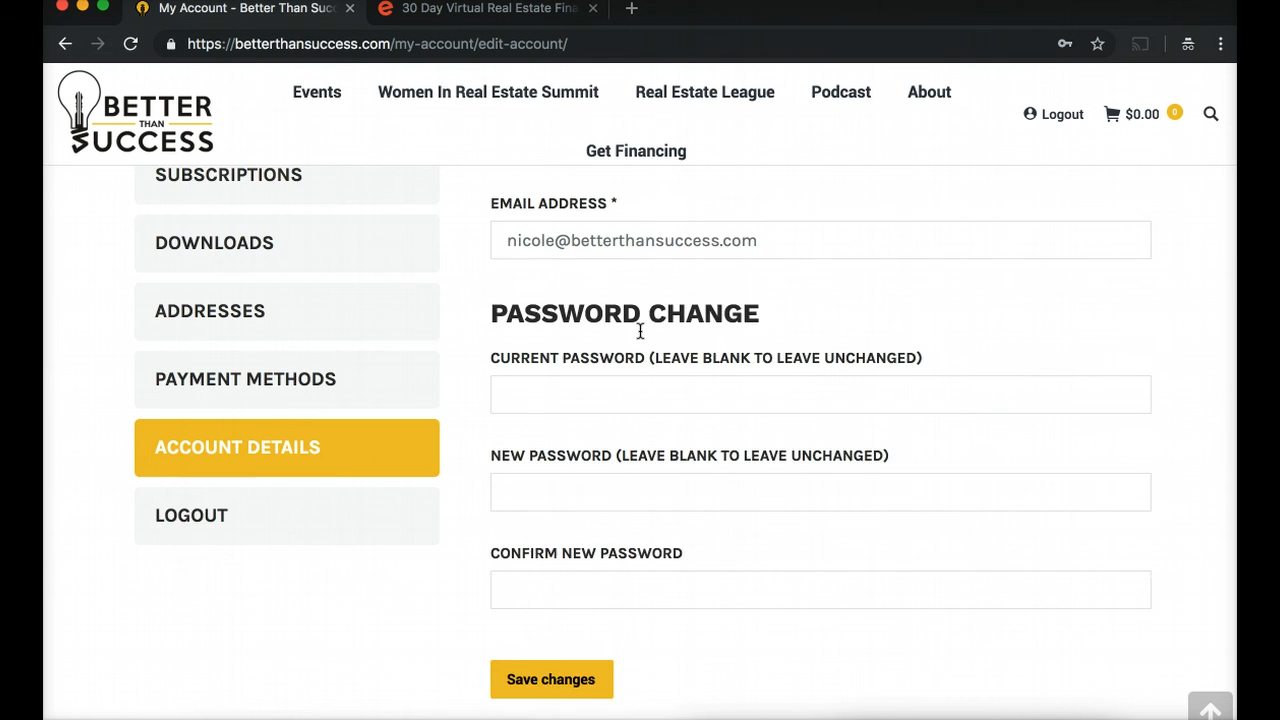 My Account - Better Than Suc
30 Day Virtual Real Estate Fina
https://betterthansuccess.com/my-account/edit-account/
BETTER
THAN
SUCCESS
Events
Women In Real Estate Summit
Real Estate League
Podcast
About
Get Financing
Logout
$0.00
0
SUBSCRIPTIONS
DOWNLOADS
ADDRESSES
PAYMENT METHODS
ACCOUNT DETAILS
LOGOUT
EMAIL ADDRESS *
nicole@betterthansuccess.com
PASSWORD CHANGE
CURRENT PASSWORD (LEAVE BLANK TO LEAVE UNCHANGED)
NEW PASSWORD (LEAVE BLANK TO LEAVE UNCHANGED)
CONFIRM NEW PASSWORD
Save changes